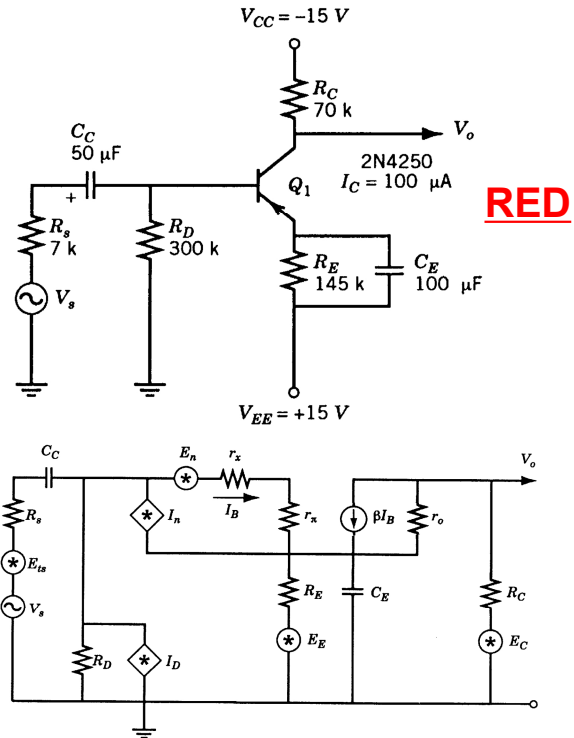 V_CC = −15 V
R_C
70 k
V_o
C_C
50 μF
+
2N4250
I_C = 100 μA
Q_1
RED
R_s
7 k
R_D
300 k
R_E
145 k
C_E
100 μF
V_s
V_EE = +15 V
E_n
r_x
C_C
V_o
I_B
R_s
I_n
r_π
βI_B
r_o
E_ts
R_E
C_E
R_C
V_s
E_E
E_C
R_D
I_D